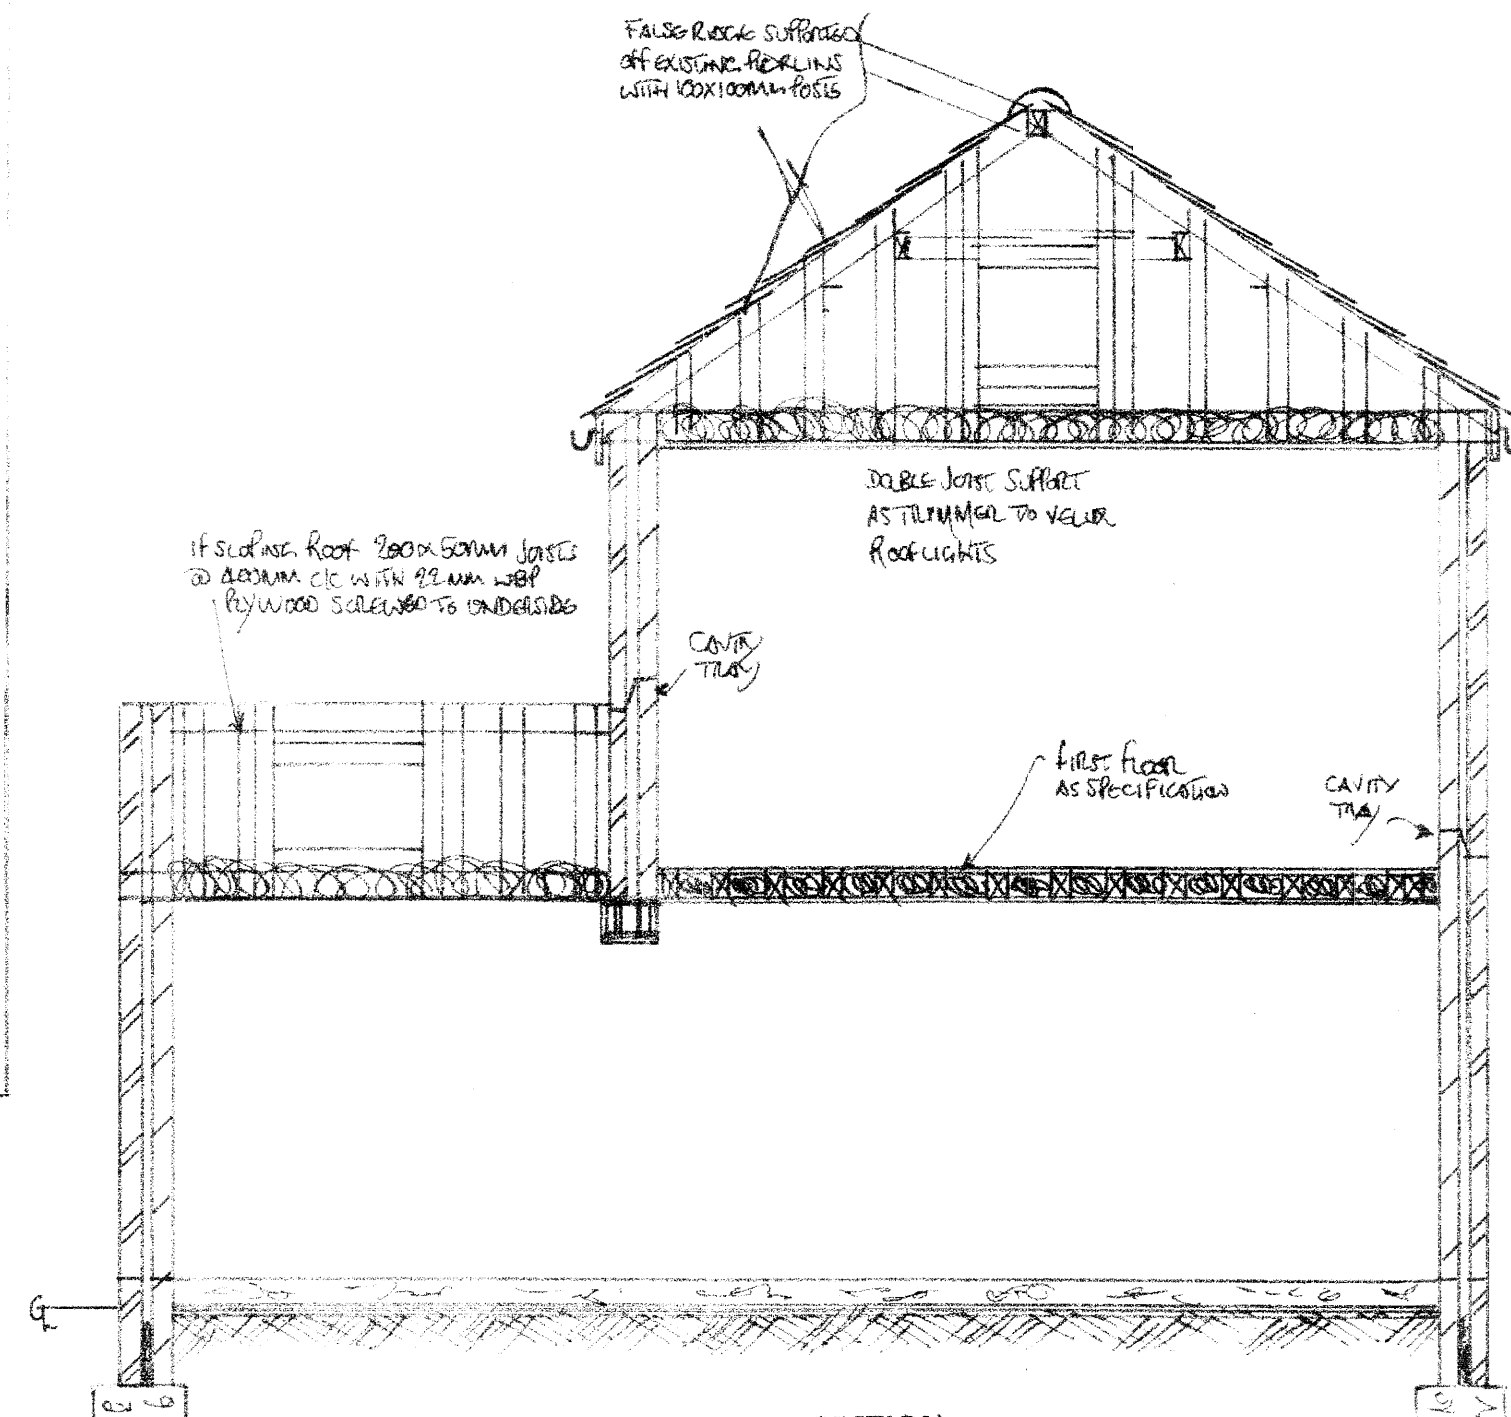 FALSE RIDGE SUPPORTED
OFF EXISTING PURLINS
WITH 100X100MM POSTS
DOUBLE JOIST SUPPORT
AS TRIMMER TO VELUX
ROOFLIGHTS
IF SLOPING ROOF 200X50MM JOISTS
@ 400MM C/C WITH 22MM WBP
PLYWOOD SCREWED TO UNDERSIDE
CAVITY
TRAY
FIRST FLOOR
AS SPECIFICATION
CAVITY
TRAY
GL